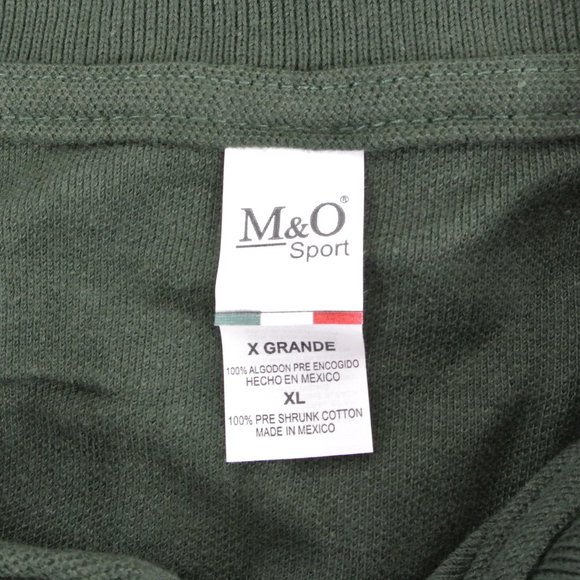 M&O®
Sport
X GRANDE
100% ALGODON PRE ENCOGIDO
HECHO EN MEXICO
XL
100% PRE SHRUNK COTTON
MADE IN MEXICO